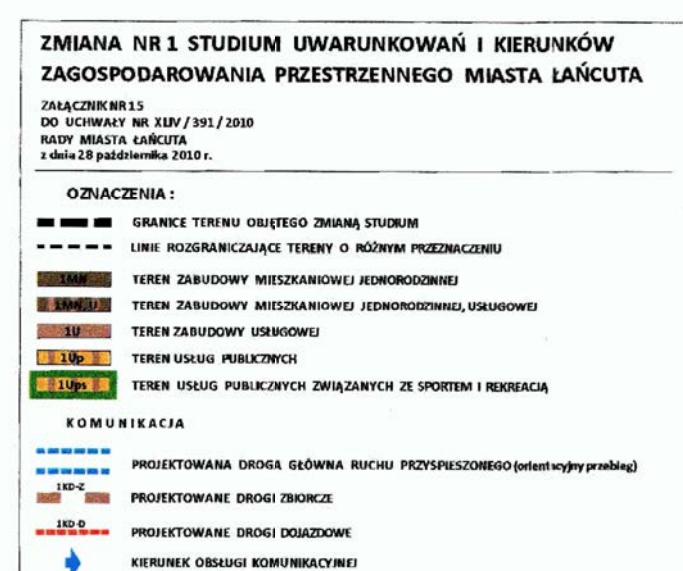 ZMIANA NR 1 STUDIUM UWARUNKOWAŃ I KIERUNKÓW
ZAGOSPODAROWANIA PRZESTRZENNEGO MIASTA ŁAŃCUTA
ZAŁĄCZNIK NR 15
DO UCHWAŁY NR XLIV / 391 / 2010
RADY MIASTA ŁAŃCUTA
z dnia 28 października 2010 r.
OZNACZENIA :
GRANICE TERENU OBJĘTEGO ZMIANĄ STUDIUM
LINIE ROZGRANICZAJĄCE TERENY O RÓŻNYM PRZEZNACZENIU
1MN TEREN ZABUDOWY MIESZKANIOWEJ JEDNORODZINNEJ
1MN,U TEREN ZABUDOWY MIESZKANIOWEJ JEDNORODZINNEJ, USŁUGOWEJ
1U TEREN ZABUDOWY USŁUGOWEJ
1Up TEREN USŁUG PUBLICZNYCH
1Ups TEREN USŁUG PUBLICZNYCH ZWIĄZANYCH ZE SPORTEM I REKREACJĄ
KOMUNIKACJA
PROJEKTOWANA DROGA GŁÓWNA RUCHU PRZYSPIESZONEGO (orientacyjny przebieg)
1KD-Z PROJEKTOWANE DROGI ZBIORCZE
1KD-D PROJEKTOWANE DROGI DOJAZDOWE
KIERUNEK OBSŁUGI KOMUNIKACYJNEJ